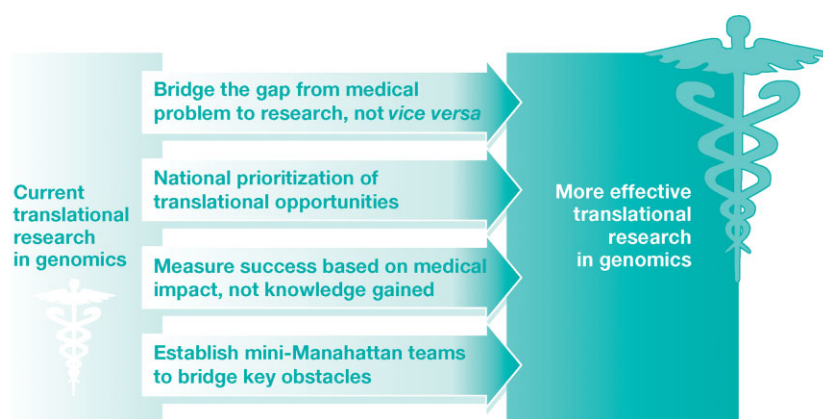 Bridge the gap from medical
problem to research, not vice versa
National prioritization of
translational opportunities
Current
translational
research
in genomics
More effective
translational
research
in genomics
Measure success based on medical
impact, not knowledge gained
Establish mini-Manahattan teams
to bridge key obstacles